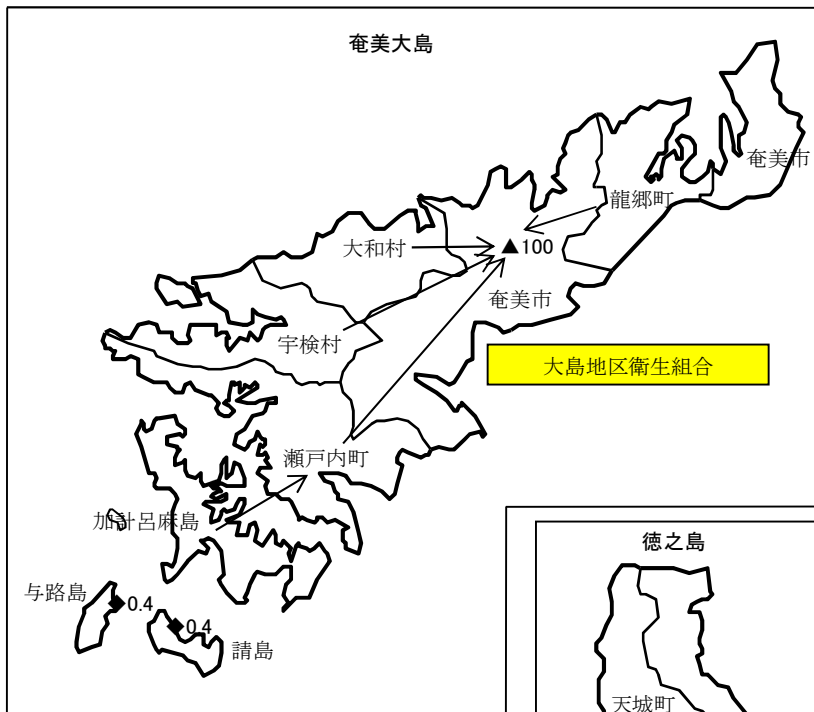 奄美大島
奄美市
龍郷町
大和村
▲100
奄美市
宇検村
大島地区衛生組合
瀬戸内町
加計呂麻島
徳之島
与路島
◆0.4
◆0.4
請島
天城町